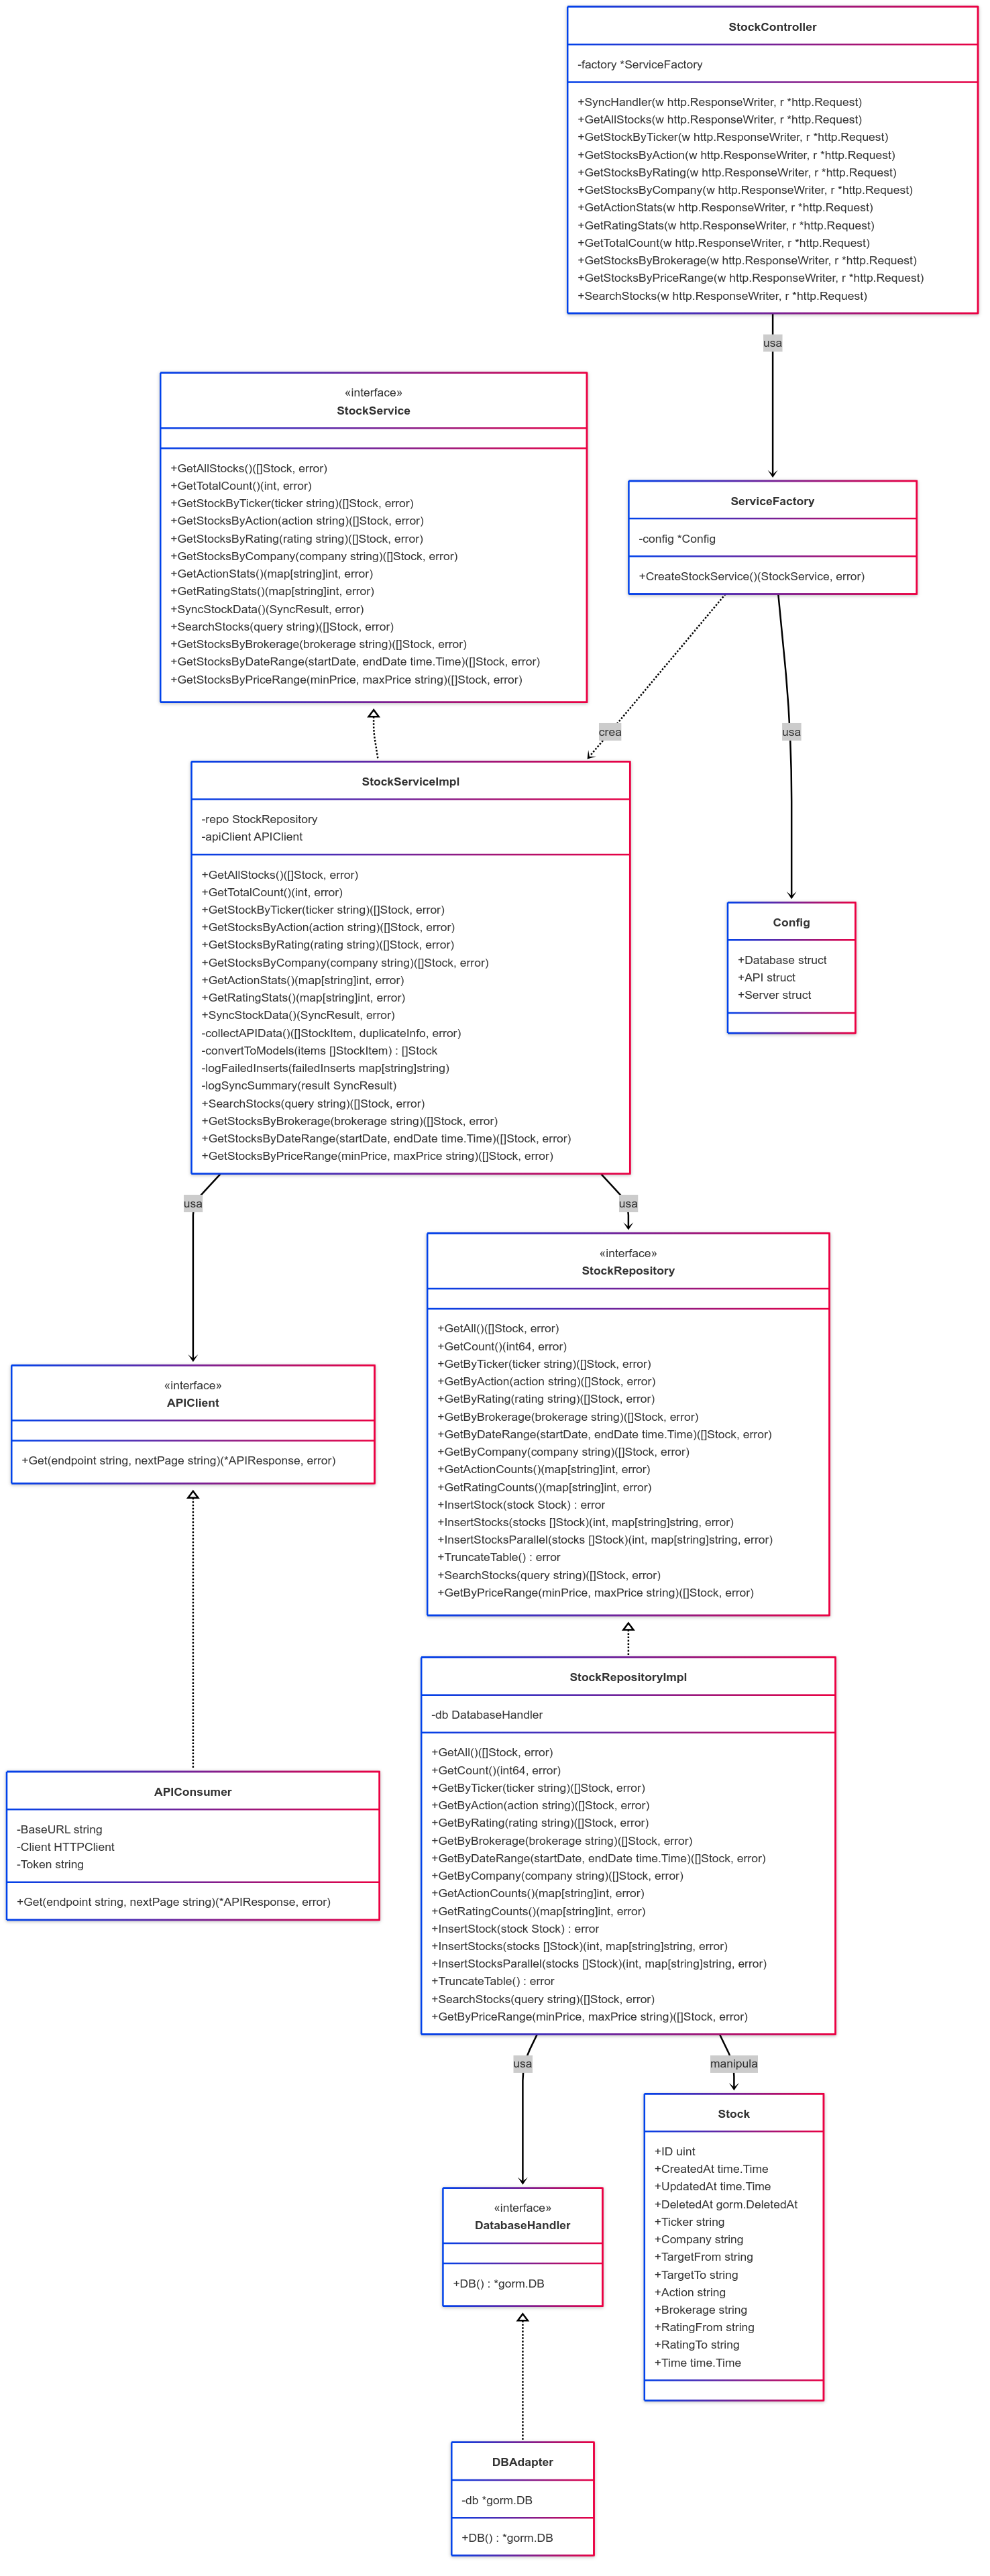 StockController
-factory *ServiceFactory
+SyncHandler(w http.ResponseWriter, r *http.Request)
+GetAllStocks(w http.ResponseWriter, r *http.Request)
+GetStockByTicker(w http.ResponseWriter, r *http.Request)
+GetStocksByAction(w http.ResponseWriter, r *http.Request)
+GetStocksByRating(w http.ResponseWriter, r *http.Request)
+GetStocksByCompany(w http.ResponseWriter, r *http.Request)
+GetActionStats(w http.ResponseWriter, r *http.Request)
+GetRatingStats(w http.ResponseWriter, r *http.Request)
+GetTotalCount(w http.ResponseWriter, r *http.Request)
+GetStocksByBrokerage(w http.ResponseWriter, r *http.Request)
+GetStocksByPriceRange(w http.ResponseWriter, r *http.Request)
+SearchStocks(w http.ResponseWriter, r *http.Request)
usa
«interface»
StockService
+GetAllStocks()([]Stock, error)
+GetTotalCount()(int, error)
+GetStockByTicker(ticker string)([]Stock, error)
+GetStocksByAction(action string)([]Stock, error)
+GetStocksByRating(rating string)([]Stock, error)
+GetStocksByCompany(company string)([]Stock, error)
+GetActionStats()(map[string]int, error)
+GetRatingStats()(map[string]int, error)
+SyncStockData()(SyncResult, error)
+SearchStocks(query string)([]Stock, error)
+GetStocksByBrokerage(brokerage string)([]Stock, error)
+GetStocksByDateRange(startDate, endDate time.Time)([]Stock, error)
+GetStocksByPriceRange(minPrice, maxPrice string)([]Stock, error)
ServiceFactory
-config *Config
+CreateStockService()(StockService, error)
crea
usa
StockServiceImpl
-repo StockRepository
-apiClient APIClient
+GetAllStocks()([]Stock, error)
+GetTotalCount()(int, error)
+GetStockByTicker(ticker string)([]Stock, error)
+GetStocksByAction(action string)([]Stock, error)
+GetStocksByRating(rating string)([]Stock, error)
+GetStocksByCompany(company string)([]Stock, error)
+GetActionStats()(map[string]int, error)
+GetRatingStats()(map[string]int, error)
+SyncStockData()(SyncResult, error)
-collectAPIData()([]StockItem, duplicateInfo, error)
-convertToModels(items []StockItem) : []Stock
-logFailedInserts(failedInserts map[string]string)
-logSyncSummary(result SyncResult)
+SearchStocks(query string)([]Stock, error)
+GetStocksByBrokerage(brokerage string)([]Stock, error)
+GetStocksByDateRange(startDate, endDate time.Time)([]Stock, error)
+GetStocksByPriceRange(minPrice, maxPrice string)([]Stock, error)
Config
+Database struct
+API struct
+Server struct
usa
usa
«interface»
StockRepository
+GetAll()([]Stock, error)
+GetCount()(int64, error)
+GetByTicker(ticker string)([]Stock, error)
+GetByAction(action string)([]Stock, error)
+GetByRating(rating string)([]Stock, error)
+GetByBrokerage(brokerage string)([]Stock, error)
+GetByDateRange(startDate, endDate time.Time)([]Stock, error)
+GetByCompany(company string)([]Stock, error)
+GetActionCounts()(map[string]int, error)
+GetRatingCounts()(map[string]int, error)
+InsertStock(stock Stock) : error
+InsertStocks(stocks []Stock)(int, map[string]string, error)
+InsertStocksParallel(stocks []Stock)(int, map[string]string, error)
+TruncateTable() : error
+SearchStocks(query string)([]Stock, error)
+GetByPriceRange(minPrice, maxPrice string)([]Stock, error)
«interface»
APIClient
+Get(endpoint string, nextPage string)(*APIResponse, error)
StockRepositoryImpl
-db DatabaseHandler
+GetAll()([]Stock, error)
+GetCount()(int64, error)
+GetByTicker(ticker string)([]Stock, error)
+GetByAction(action string)([]Stock, error)
+GetByRating(rating string)([]Stock, error)
+GetByBrokerage(brokerage string)([]Stock, error)
+GetByDateRange(startDate, endDate time.Time)([]Stock, error)
+GetByCompany(company string)([]Stock, error)
+GetActionCounts()(map[string]int, error)
+GetRatingCounts()(map[string]int, error)
+InsertStock(stock Stock) : error
+InsertStocks(stocks []Stock)(int, map[string]string, error)
+InsertStocksParallel(stocks []Stock)(int, map[string]string, error)
+TruncateTable() : error
+SearchStocks(query string)([]Stock, error)
+GetByPriceRange(minPrice, maxPrice string)([]Stock, error)
APIConsumer
-BaseURL string
-Client HTTPClient
-Token string
+Get(endpoint string, nextPage string)(*APIResponse, error)
usa
manipula
Stock
+ID uint
+CreatedAt time.Time
+UpdatedAt time.Time
+DeletedAt gorm.DeletedAt
+Ticker string
+Company string
+TargetFrom string
+TargetTo string
+Action string
+Brokerage string
+RatingFrom string
+RatingTo string
+Time time.Time
«interface»
DatabaseHandler
+DB() : *gorm.DB
DBAdapter
-db *gorm.DB
+DB() : *gorm.DB